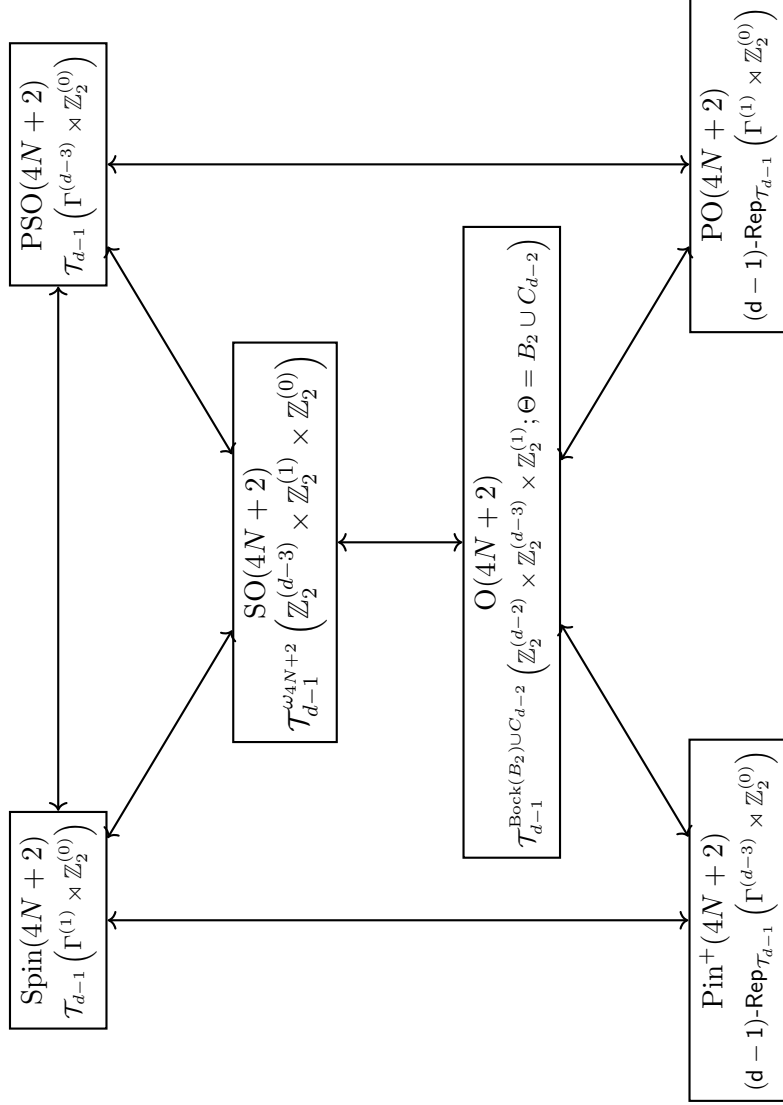 Spin(4N + 2)
𝒯_{d−1} (Γ^{(1)} ⋊ ℤ_2^{(0)})
PSO(4N + 2)
𝒯_{d−1} (Γ^{(d−3)} ⋊ ℤ_2^{(0)})
SO(4N + 2)
𝒯_{d−1}^{ω_{4N+2}} (ℤ_2^{(d−3)} × ℤ_2^{(1)} × ℤ_2^{(0)})
O(4N + 2)
𝒯_{d−1}^{Bock(B_2)∪C_{d−2}} (ℤ_2^{(d−2)} × ℤ_2^{(d−3)} × ℤ_2^{(1)}; Θ = B_2 ∪ C_{d−2})
Pin^+(4N + 2)
(d − 1)-Rep_{𝒯_{d−1}} (Γ^{(d−3)} ⋊ ℤ_2^{(0)})
PO(4N + 2)
(d − 1)-Rep_{𝒯_{d−1}} (Γ^{(1)} ⋊ ℤ_2^{(0)})